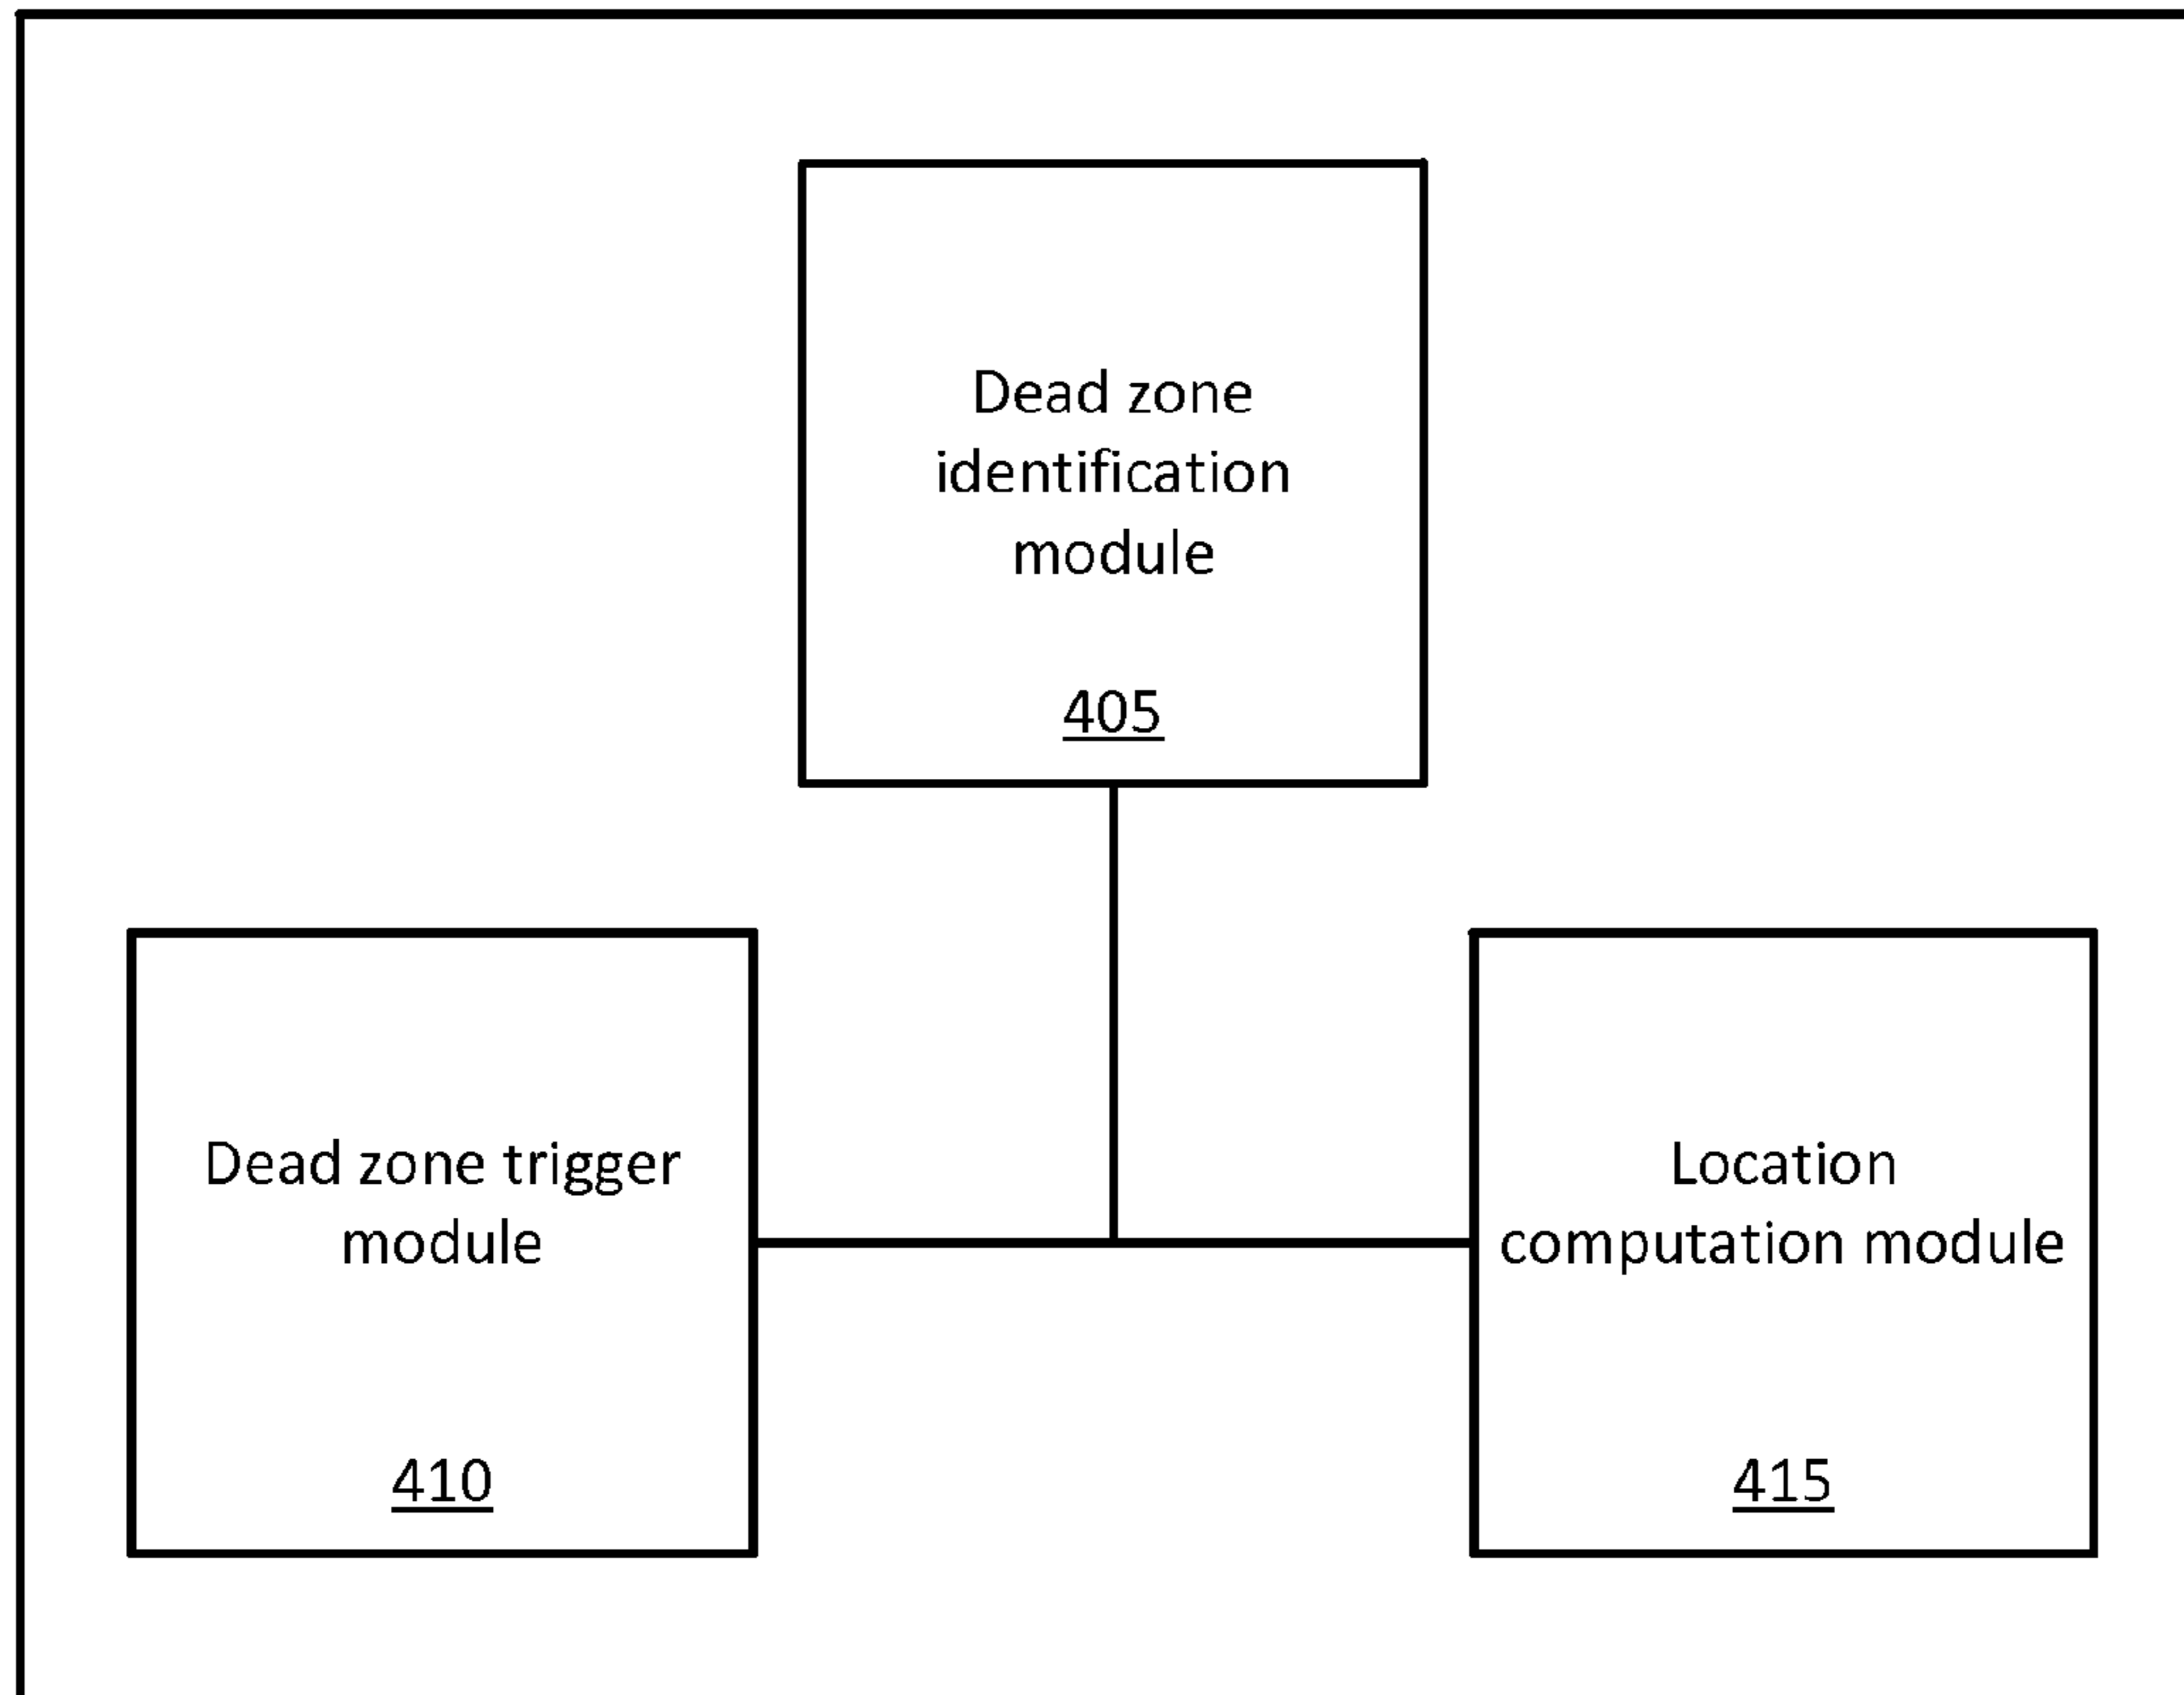 Dead zone
identification
module
405
Dead zone trigger
module
410
Location
computation module
415